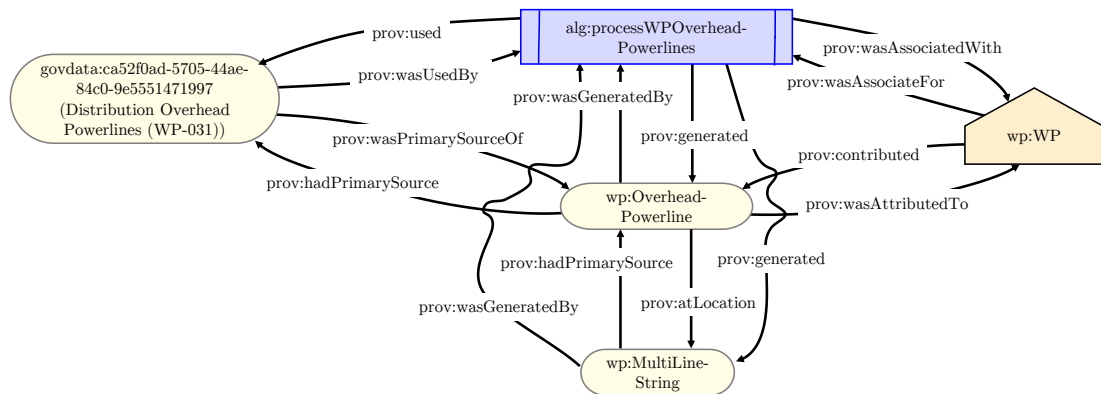 alg:processWPOverhead-
Powerlines
prov:used
prov:wasAssociatedWith
govdata:ca52f0ad-5705-44ae-
84c0-9e5551471997
(Distribution Overhead
Powerlines (WP-031))
prov:wasUsedBy
prov:wasAssociateFor
prov:wasGeneratedBy
prov:wasPrimarySourceOf
prov:generated
wp:WP
prov:contributed
prov:hadPrimarySource
wp:Overhead-
Powerline
prov:wasAttributedTo
prov:hadPrimarySource
prov:generated
prov:wasGeneratedBy
prov:atLocation
wp:MultiLine-
String